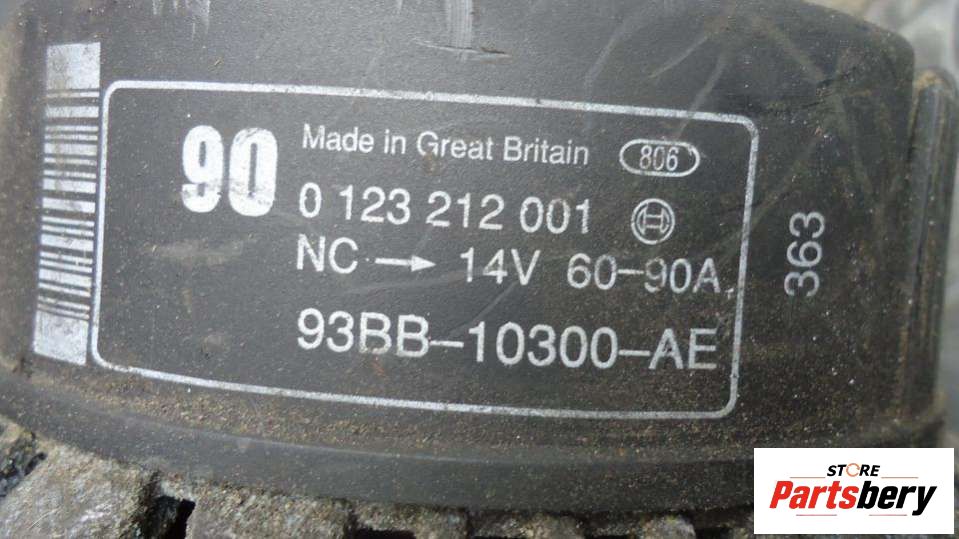 90
Made in Great Britain 806
0 123 212 001
NC → 14V 60-90A
93BB-10300-AE
363
STORE
Partsbery